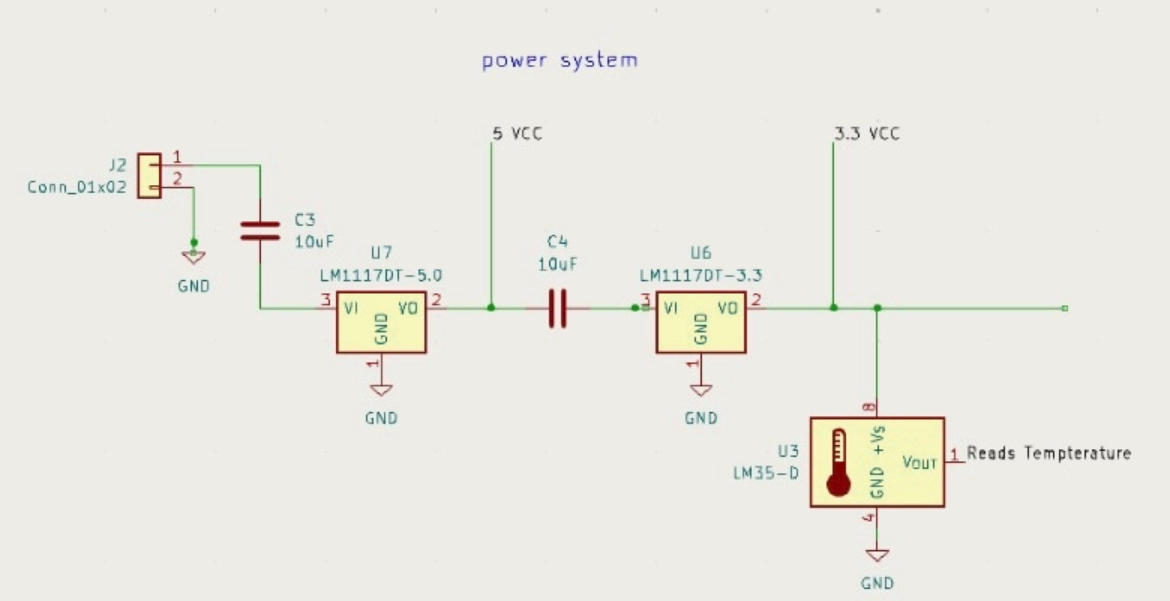 power system
5 VCC
3.3 VCC
J2
Conn_01x02
1
2
GND
C3
10uF
U7
LM1117DT-5.0
3
VI
VO
2
GND
1
GND
C4
10uF
U6
LM1117DT-3.3
3
VI
VO
2
GND
1
GND
U3
LM35-D
8
+Vs
GND
VOUT
1
Reads Tempterature
4
GND